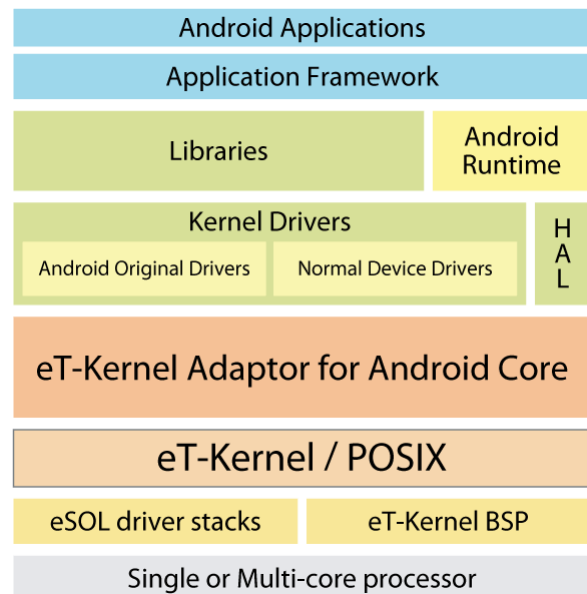 Android Applications
Application Framework
Libraries
Android
Runtime
Kernel Drivers
Android Original Drivers
Normal Device Drivers
H
A
L
eT-Kernel Adaptor for Android Core
eT-Kernel / POSIX
eSOL driver stacks
eT-Kernel BSP
Single or Multi-core processor